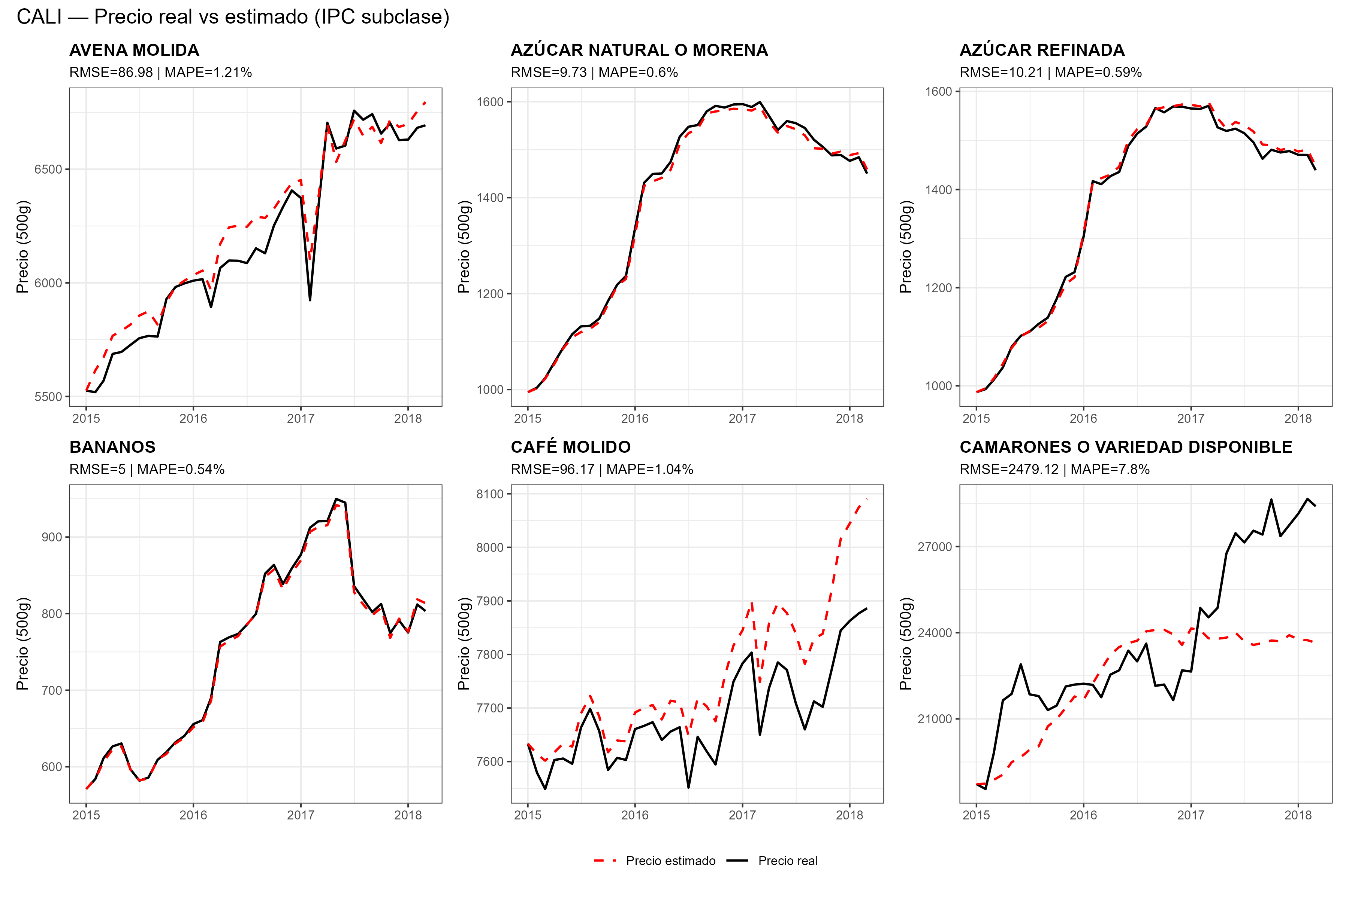 CALI — Precio real vs estimado (IPC subclase)
AVENA MOLIDA
RMSE=86.98 | MAPE=1.21%
Precio (500g)
6500
6000
5500
2015 2016 2017 2018
AZÚCAR NATURAL O MORENA
RMSE=9.73 | MAPE=0.6%
Precio (500g)
1600
1400
1200
1000
2015 2016 2017 2018
AZÚCAR REFINADA
RMSE=10.21 | MAPE=0.59%
Precio (500g)
1600
1400
1200
1000
2015 2016 2017 2018
BANANOS
RMSE=5 | MAPE=0.54%
Precio (500g)
900
800
700
600
2015 2016 2017 2018
CAFÉ MOLIDO
RMSE=96.17 | MAPE=1.04%
Precio (500g)
8100
8000
7900
7800
7700
7600
2015 2016 2017 2018
CAMARONES O VARIEDAD DISPONIBLE
RMSE=2479.12 | MAPE=7.8%
Precio (500g)
27000
24000
21000
2015 2016 2017 2018
Precio estimado Precio real